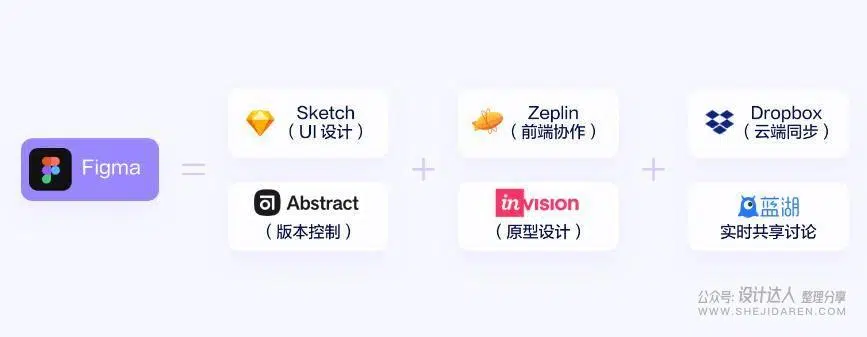 Figma
=
Sketch
（UI 设计）
Abstract
（版本控制）
+
Zeplin
（前端协作）
inVISION
（原型设计）
+
Dropbox
（云端同步）
蓝湖
实时共享讨论
公众号: 设计达人 整理分享
WWW.SHEJIDAREN.COM